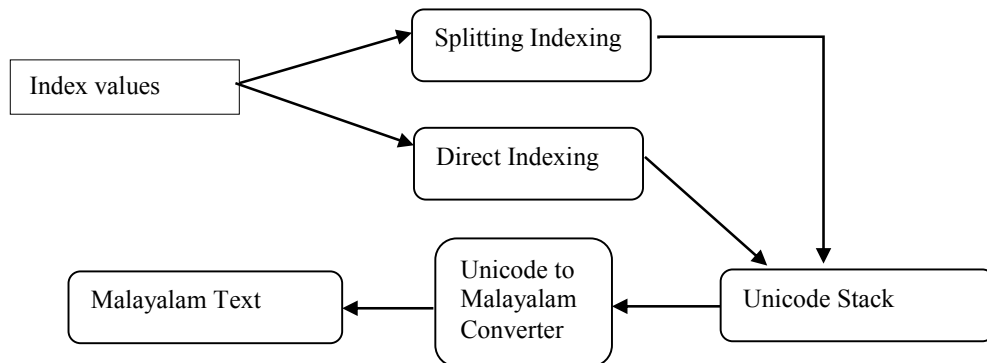 Splitting Indexing
Index values
Direct Indexing
Unicode to
Malayalam
Converter
Malayalam Text
Unicode Stack